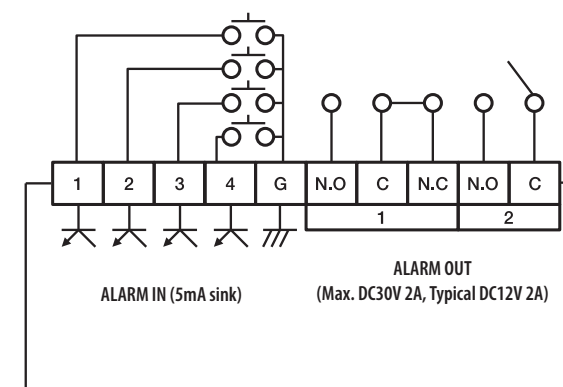 1 2 3 4 G N.O C N.C N.O C
1 2
ALARM IN (5mA sink)
ALARM OUT
(Max. DC30V 2A, Typical DC12V 2A)